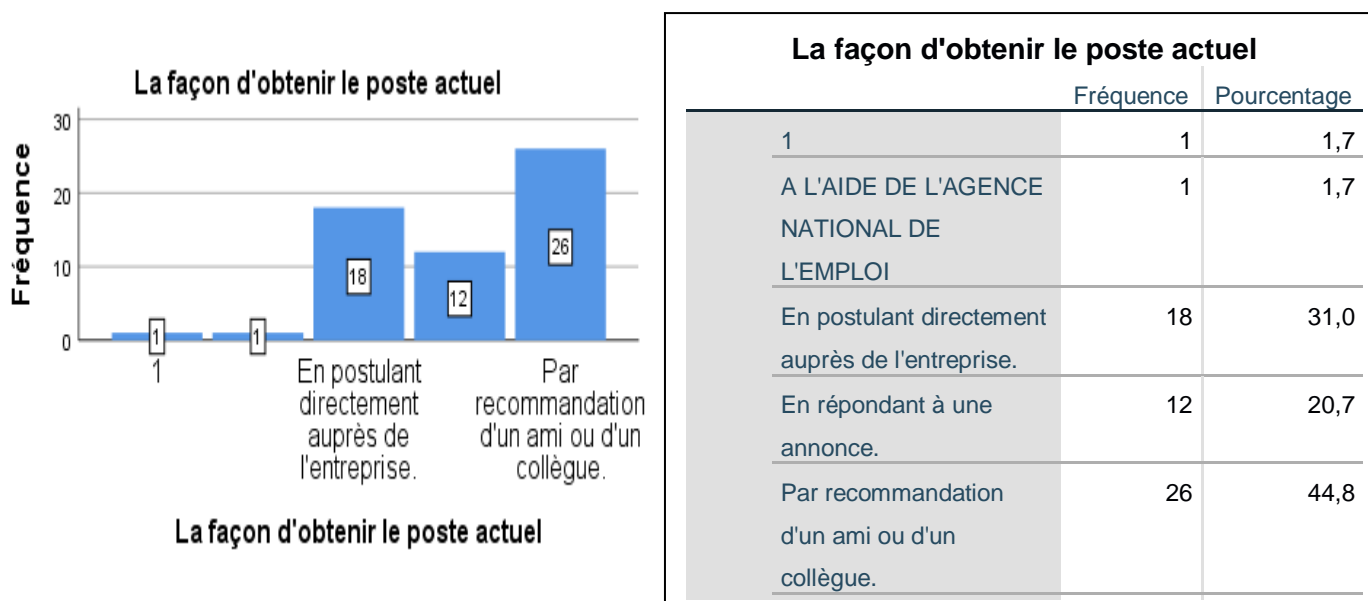 La façon d'obtenir le poste actuel
Fréquence
30
20
10
0
1
1
18
12
26
1
En postulant
directement
auprès de
l'entreprise.
Par
recommandation
d'un ami ou d'un
collègue.
La façon d'obtenir le poste actuel
La façon d'obtenir le poste actuel
Fréquence Pourcentage
1 1 1,7
A L'AIDE DE L'AGENCE 1 1,7
NATIONAL DE
L'EMPLOI
En postulant directement 18 31,0
auprès de l'entreprise.
En répondant à une 12 20,7
annonce.
Par recommandation 26 44,8
d'un ami ou d'un
collègue.